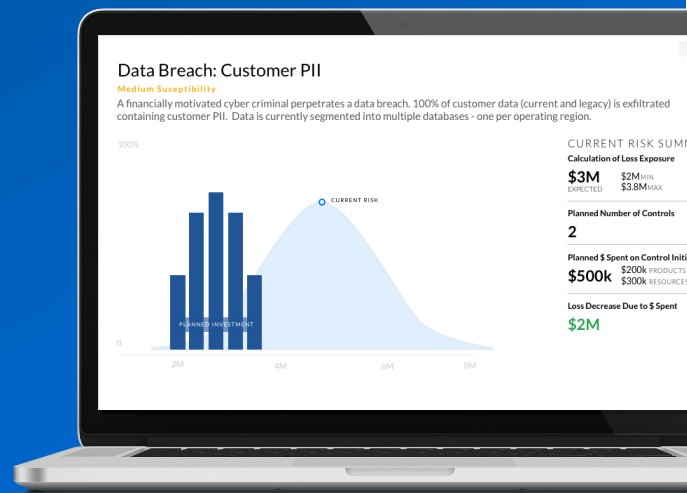 Data Breach: Customer PII
Medium Suseptibility
A financially motivated cyber criminal perpetrates a data breach. 100% of customer data (current and legacy) is exfiltrated
containing customer PII. Data is currently segmented into multiple databases - one per operating region.
100%
CURRENT RISK
PLANNED INVESTMENT
0
2M
4M
6M
8M
CURRENT RISK SUMM
Calculation of Loss Exposure
$3M $2M MIN
EXPECTED $3.8M MAX
Planned Number of Controls
2
Planned $ Spent on Control Initi
$500k $200k PRODUCTS
$300k RESOURCES
Loss Decrease Due to $ Spent
$2M